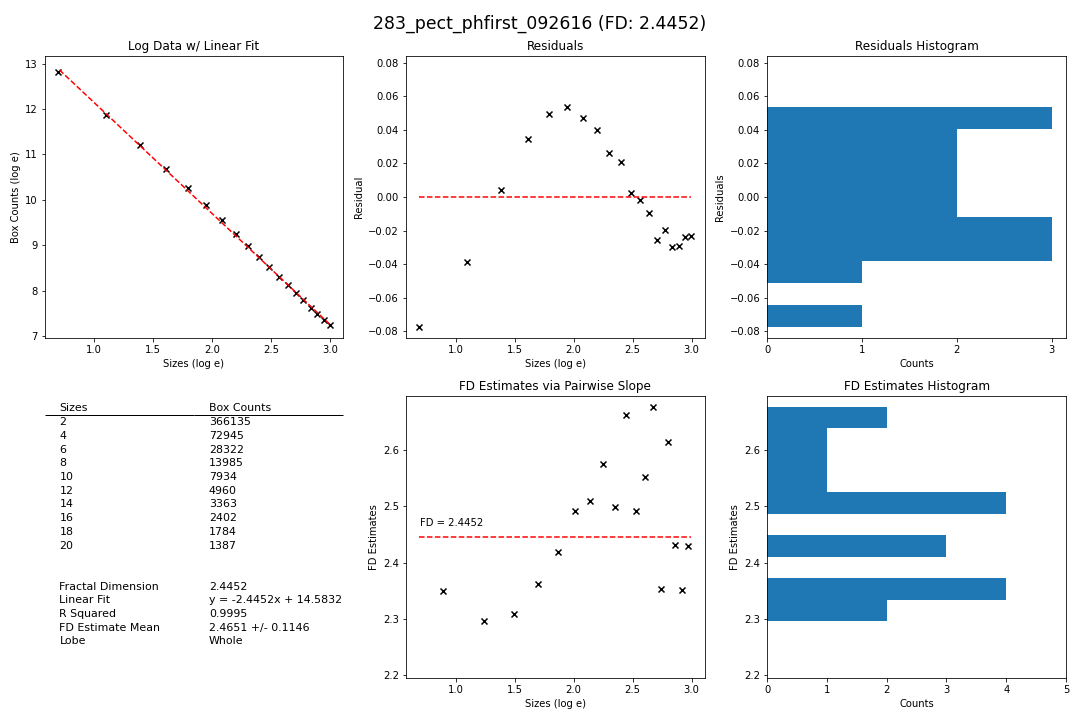 283_pect_phfirst_092616 (FD: 2.4452)
Log Data w/ Linear Fit
13
12
11
10
9
8
7
Box Counts (log e)
1.0 1.5 2.0 2.5 3.0
Sizes (log e)
Residuals
0.08
0.06
0.04
0.02
0.00
−0.02
−0.04
−0.06
−0.08
Residual
1.0 1.5 2.0 2.5 3.0
Sizes (log e)
Residuals Histogram
0.08
0.06
0.04
0.02
0.00
−0.02
−0.04
−0.06
−0.08
Residuals
0 1 2 3
Counts
Sizes Box Counts
2 366135
4 72945
6 28322
8 13985
10 7934
12 4960
14 3363
16 2402
18 1784
20 1387
Fractal Dimension 2.4452
Linear Fit y = -2.4452x + 14.5832
R Squared 0.9995
FD Estimate Mean 2.4651 +/- 0.1146
Lobe Whole
FD Estimates via Pairwise Slope
2.6
2.5
2.4
2.3
2.2
FD Estimates
FD = 2.4452
1.0 1.5 2.0 2.5 3.0
Sizes (log e)
FD Estimates Histogram
2.6
2.5
2.4
2.3
2.2
FD Estimates
0 1 2 3 4 5
Counts